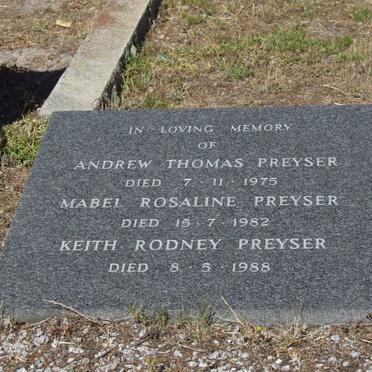 IN LOVING MEMORY
OF
ANDREW THOMAS PREYSER
DIED 7·11·1975
MABEL ROSALINE PREYSER
DIED 15·7·1982
KEITH RODNEY PREYSER
DIED 8·5·1988